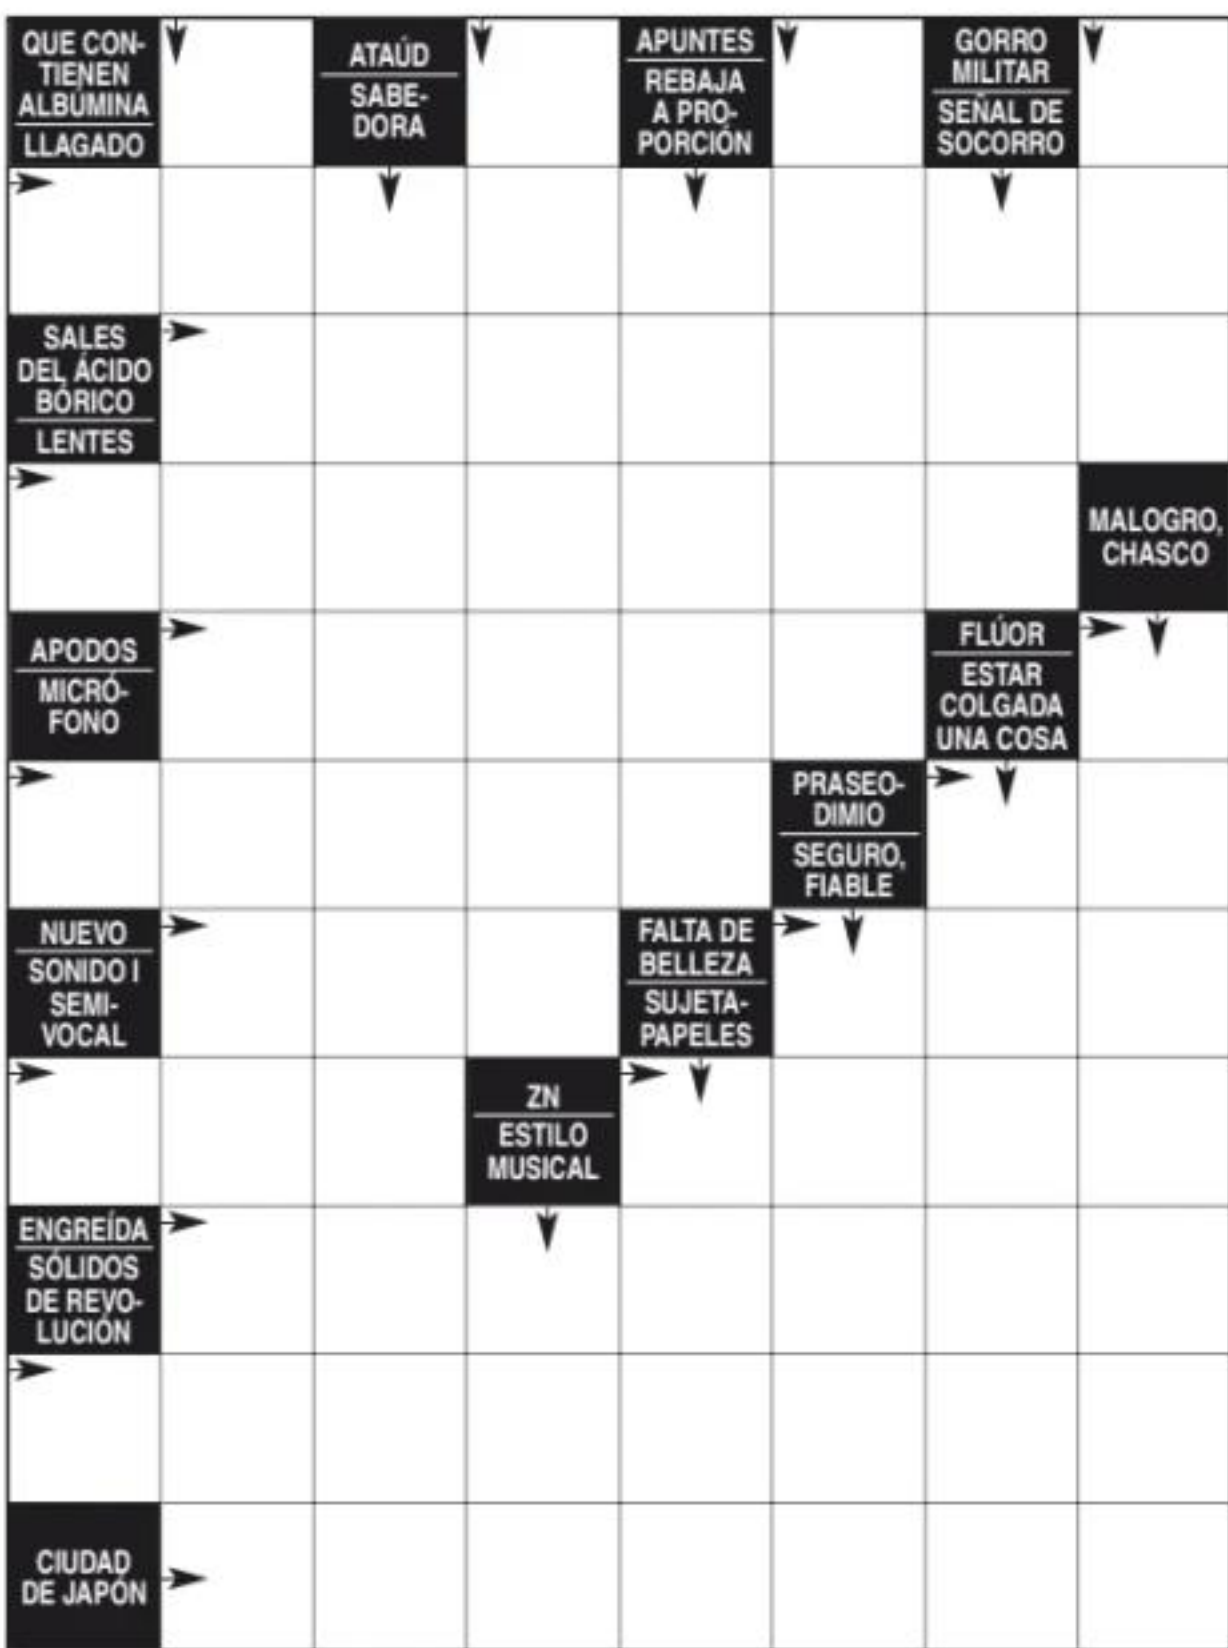 QUE CON-
TIENEN
ALBÚMINA
LLAGADO
ATAÚD
SABE-
DORA
APUNTES
REBAJA
A PRO-
PORCIÓN
GORRO
MILITAR
SEÑAL DE
SOCORRO
SALES
DEL ÁCIDO
BÓRICO
LENTES
MALOGRO,
CHASCO
APODOS
MICRÓ-
FONO
FLÚOR
ESTAR
COLGADA
UNA COSA
PRASEO-
DIMIO
SEGURO,
FIABLE
NUEVO
SONIDO I
SEMI-
VOCAL
FALTA DE
BELLEZA
SUJETA-
PAPELES
ZN
ESTILO
MUSICAL
ENGREÍDA
SÓLIDOS
DE REVO-
LUCIÓN
CIUDAD
DE JAPÓN